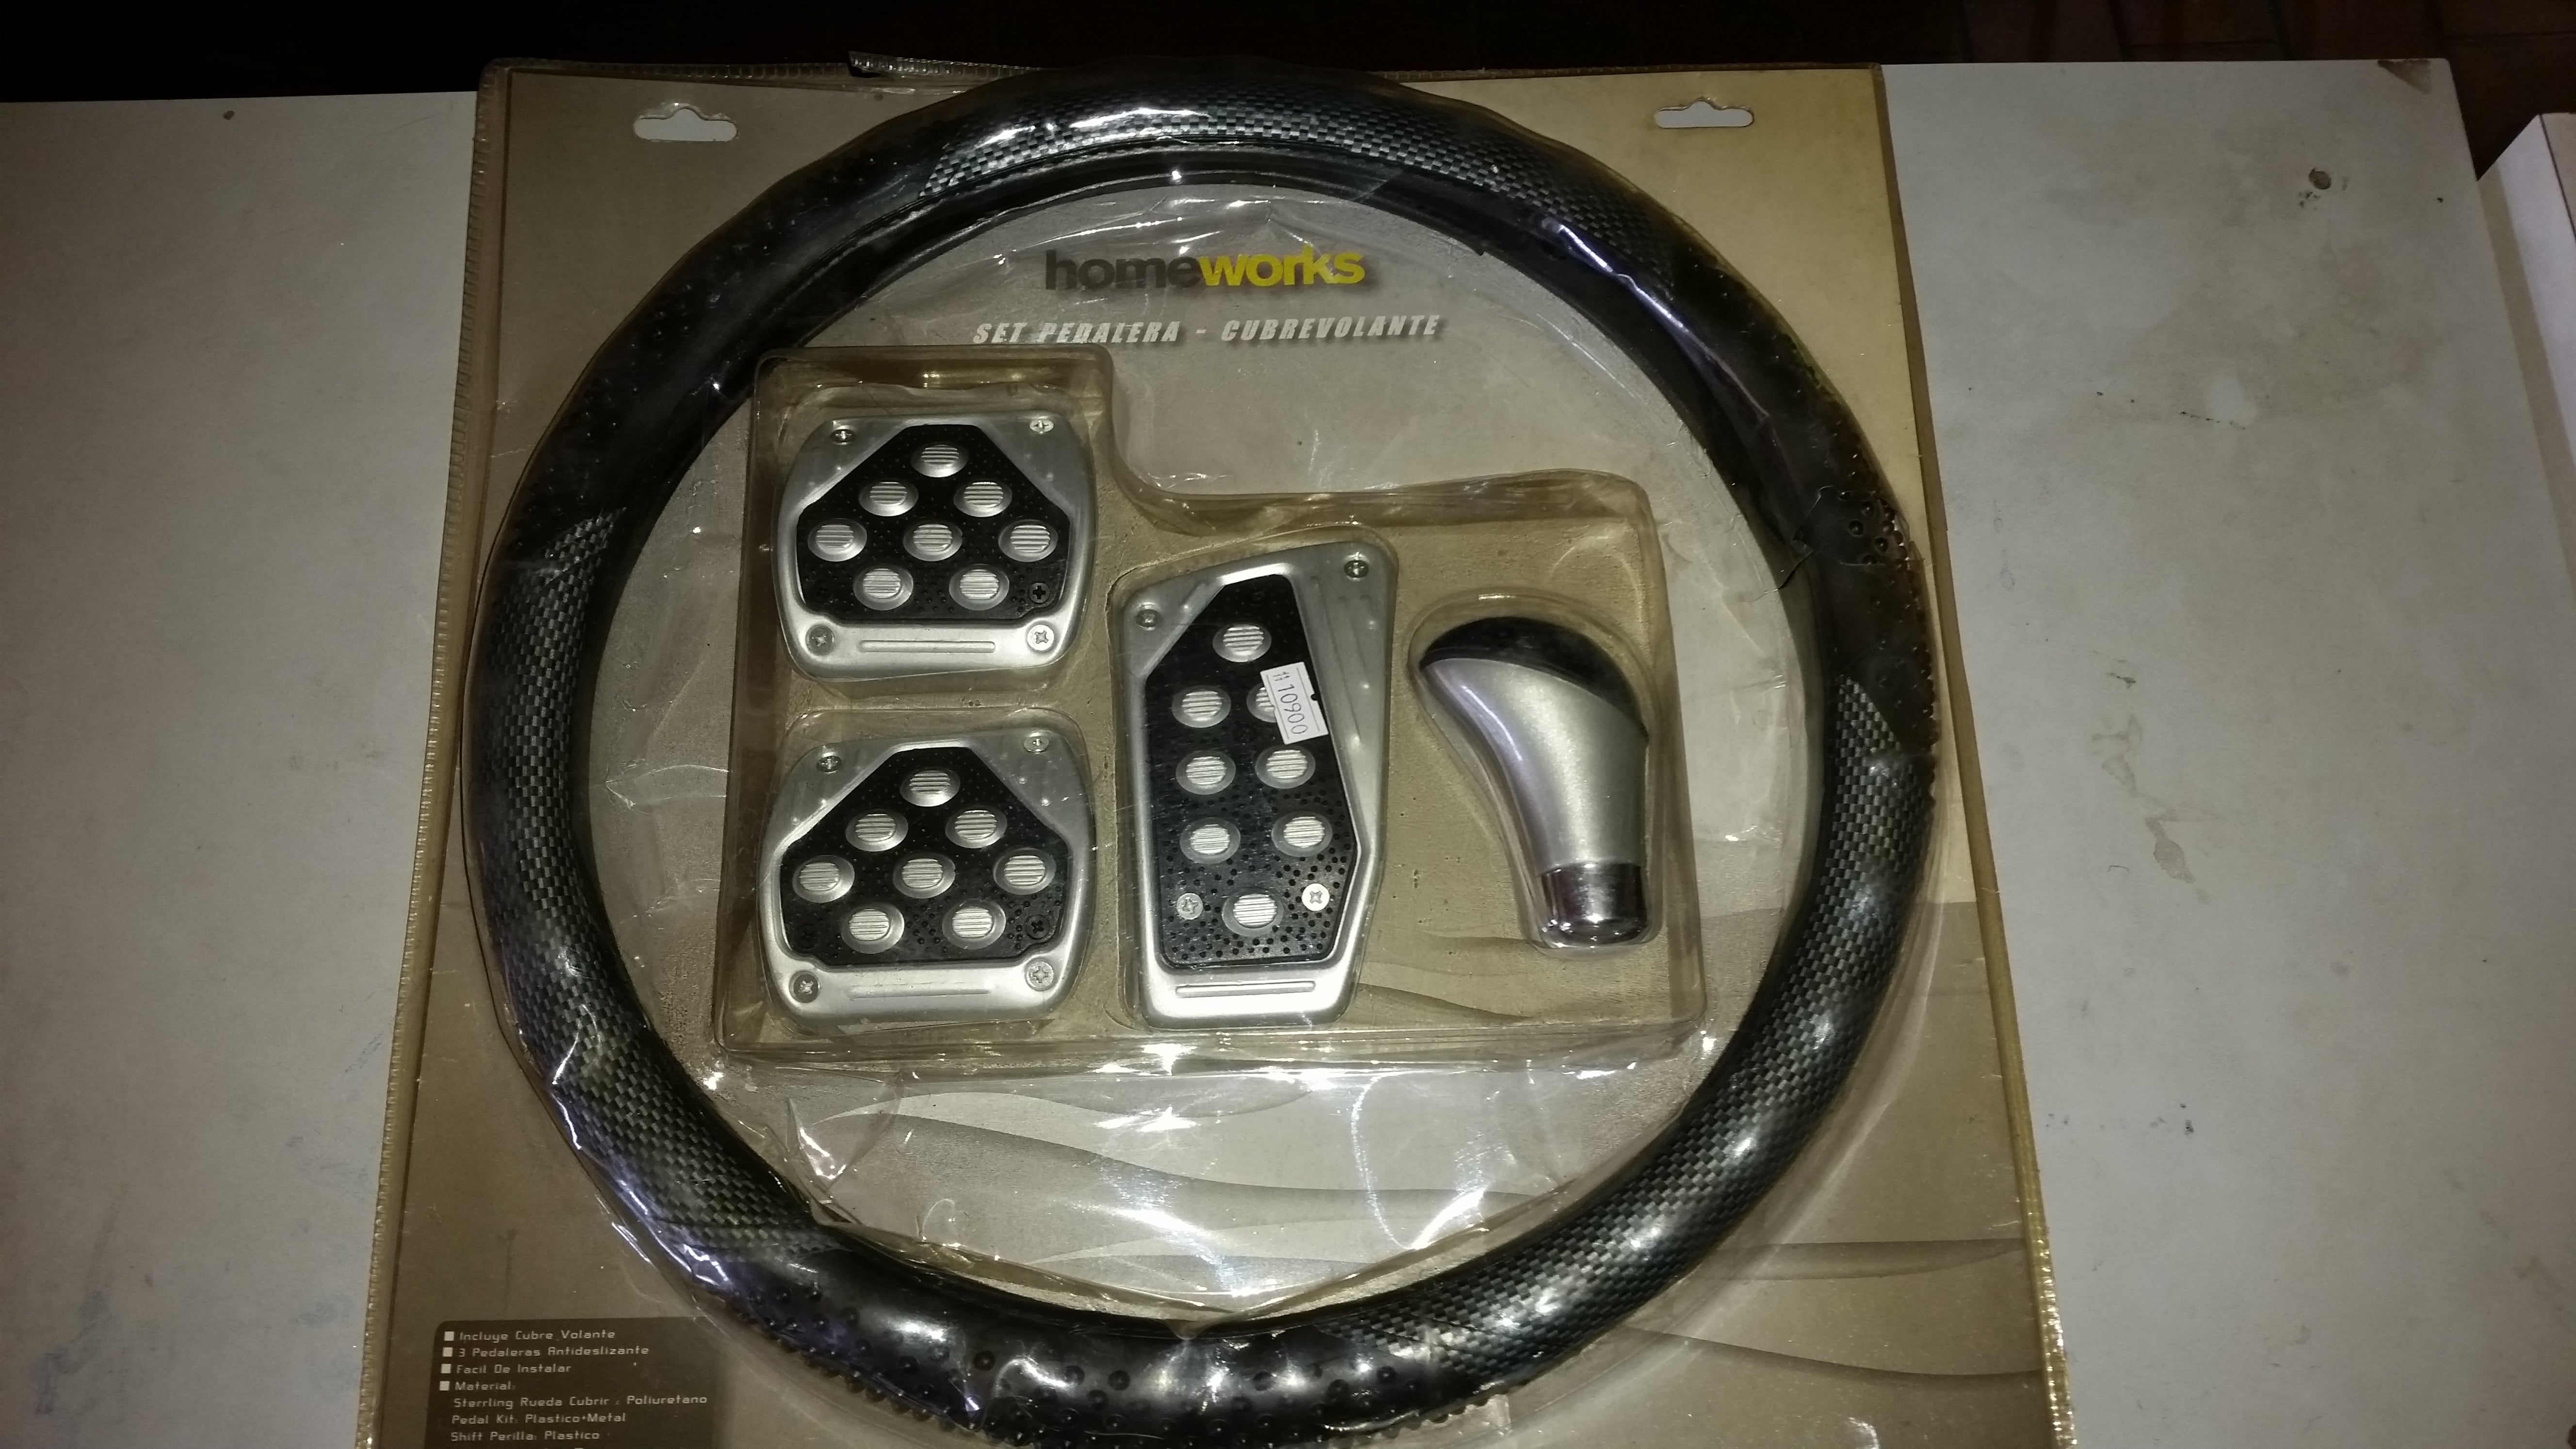 homeworks
SET PEDALERA - CUBREVOLANTE
Incluye Cubre Volante
3 Pedaleras Antideslizante
Facil De Instalar
Material:
Sterrling Rueda Cubrir : Poliuretano
Pedal Kit: Plastico+Metal
Shift Perilla: Plastico